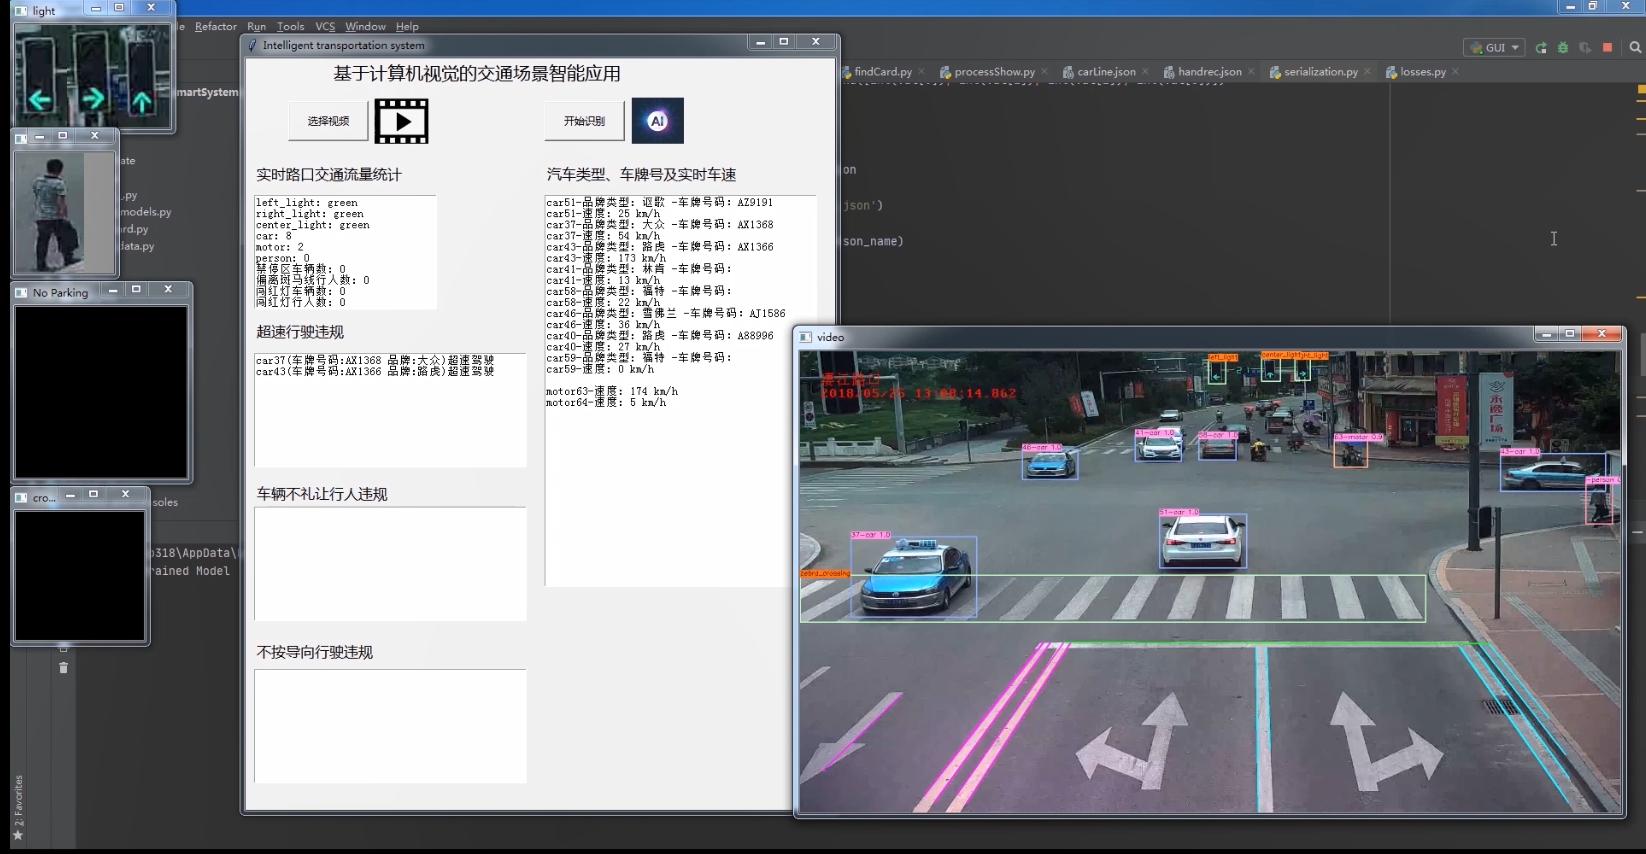 light
Refactor Run Tools VCS Window Help
GUI
Intelligent transportation system
findCard.py processShow.py carLine.json handrec.json serialization.py losses.py
基于计算机视觉的交通场景智能应用
martSystem
选择视频
开始识别
AI
ate
.py
models.py
rd.py
data.py
on
json')
son_name)
实时路口交通流量统计
left_light: green
right_light: green
center_light: green
car: 8
motor: 2
person: 0
禁停区车辆数: 0
偏离斑马线行人数: 0
闯红灯车辆数: 0
闯红灯行人数: 0
超速行驶违规
car37(车牌号码:AX1368 品牌:大众)超速驾驶
car43(车牌号码:AX1366 品牌:路虎)超速驾驶
车辆不礼让行人违规
不按导向行驶违规
汽车类型、车牌号及实时车速
car51-品牌类型: 讴歌 -车牌号码: AZ9191
car51-速度: 25 km/h
car37-品牌类型: 大众 -车牌号码: AX1368
car37-速度: 54 km/h
car43-品牌类型: 路虎 -车牌号码: AX1366
car43-速度: 173 km/h
car41-品牌类型: 林肯 -车牌号码:
car41-速度: 13 km/h
car58-品牌类型: 福特 -车牌号码:
car58-速度: 22 km/h
car46-品牌类型: 雪佛兰 -车牌号码: AJ1586
car46-速度: 36 km/h
car40-品牌类型: 路虎 -车牌号码: A88996
car40-速度: 27 km/h
car59-品牌类型: 福特 -车牌号码:
car59-速度: 0 km/h
motor63-速度: 174 km/h
motor64-速度: 5 km/h
No Parking
cro...
soles
p318\AppData\
rained Model
2: Favorites
video
2018/05/25 13:08:14.862
46-car 1.0
41-car 1.0
58-car 1.0
63-motor 0.9
43-car 1.0
37-car 1.0
51-car 1.0
zebra_crossing